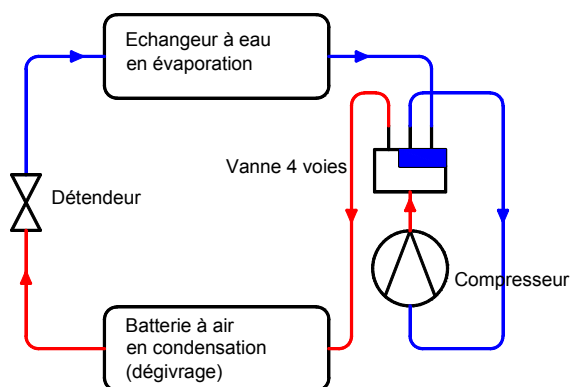 Echangeur à eau
en évaporation
Vanne 4 voies
Détendeur
Compresseur
Batterie à air
en condensation
(dégivrage)